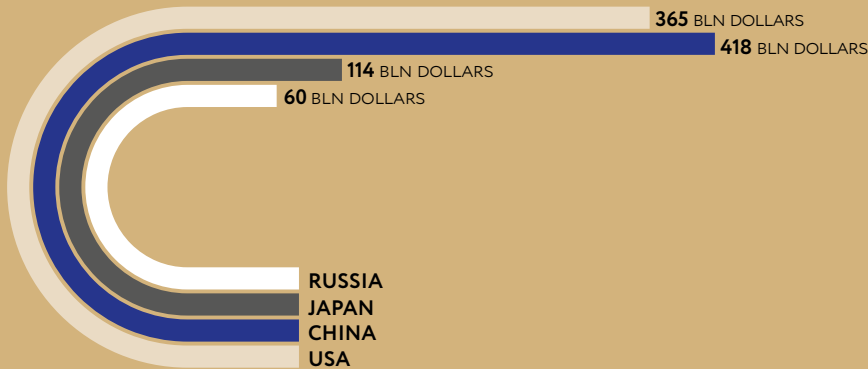 365 BLN DOLLARS
418 BLN DOLLARS
114 BLN DOLLARS
60 BLN DOLLARS
RUSSIA
JAPAN
CHINA
USA